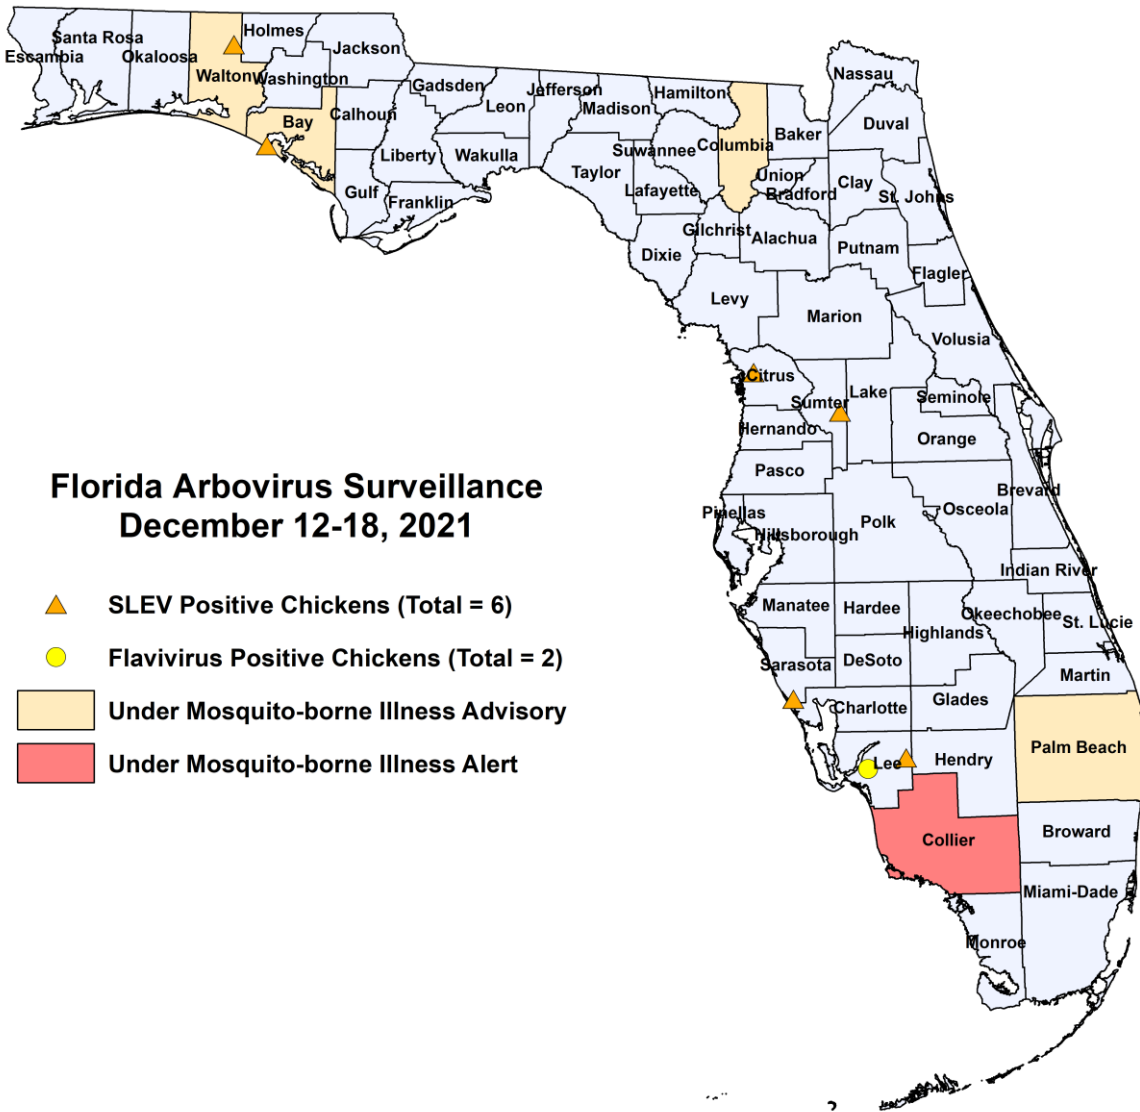 Holmes
Santa Rosa
Jackson
Escambia
Okaloosa
Walton
Washington
Nassau
Gadsden
Jefferson
Hamilton
Leon
Madison
Calhoun
Bay
Duval
Baker
Columbia
Suwannee
Liberty
Wakulla
Taylor
Union
Clay
Lafayette
Bradford
Gulf
Franklin
St. Johns
Gilchrist
Alachua
Putnam
Dixie
Flagler
Levy
Marion
Volusia
Citrus
Lake
Sumter
Seminole
Hernando
Orange
Pasco
Florida Arbovirus Surveillance
December 12-18, 2021
Brevard
Osceola
Pinellas
Polk
Hillsborough
Indian River
SLEV Positive Chickens (Total = 6)
Manatee
Hardee
Okeechobee
St. Lucie
Highlands
Flavivirus Positive Chickens (Total = 2)
Sarasota
DeSoto
Martin
Glades
Charlotte
Under Mosquito-borne Illness Advisory
Palm Beach
Under Mosquito-borne Illness Alert
Lee
Hendry
Broward
Collier
Miami-Dade
Monroe